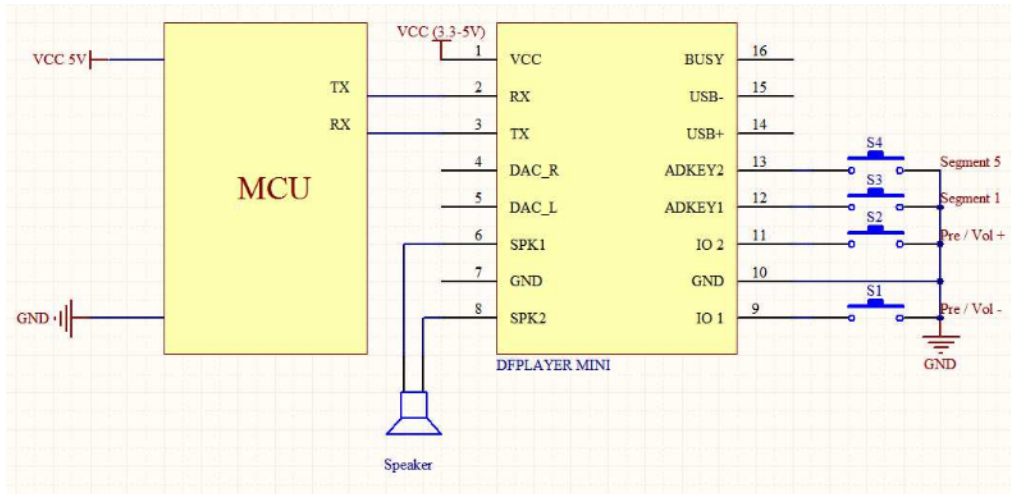 VCC 5V
TX
RX
MCU
GND
VCC (3.3-5V)
1 VCC BUSY 16
2 RX USB- 15
3 TX USB+ 14
4 DAC_R ADKEY2 13 S4 Segment 5
5 DAC_L ADKEY1 12 S3 Segment 1
6 SPK1 IO 2 11 S2 Pre / Vol +
7 GND GND 10
8 SPK2 IO 1 9 S1 Pre / Vol -
GND
DFPLAYER MINI
Speaker